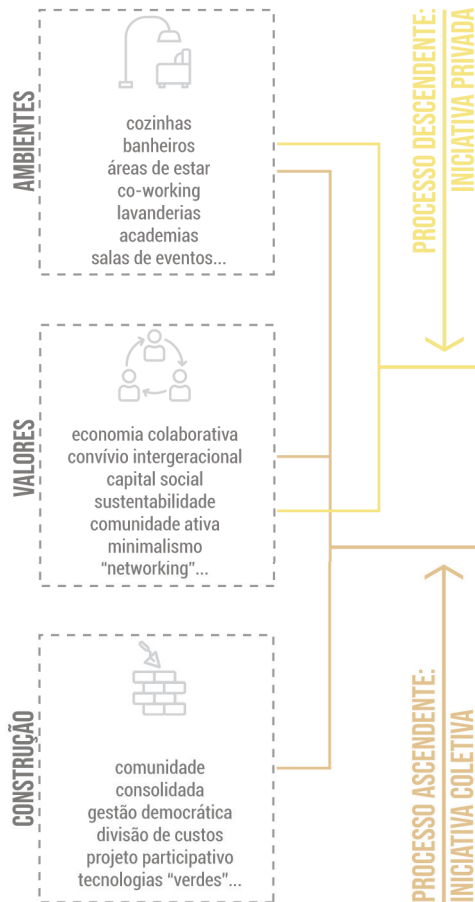 AMBIENTES
cozinhas
banheiros
áreas de estar
co-working
lavanderias
academias
salas de eventos...
PROCESSO DESCENDENTE:
INICIATIVA PRIVADA
VALORES
economia colaborativa
convívio intergeracional
capital social
sustentabilidade
comunidade ativa
minimalismo
“networking”...
CONSTRUÇÃO
comunidade
consolidada
gestão democrática
divisão de custos
projeto participativo
tecnologias “verdes”...
PROCESSO ASCENDENTE:
INICIATIVA COLETIVA